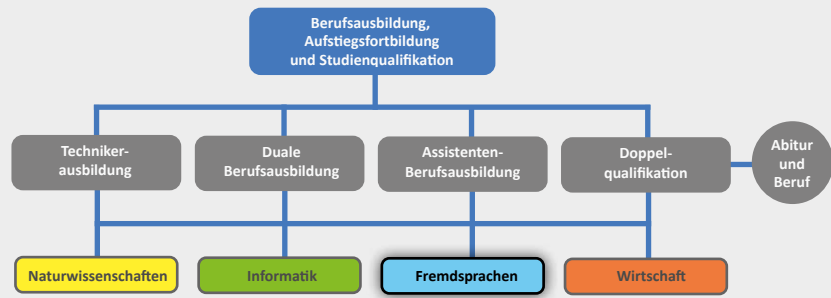 Berufsausbildung,
Aufstiegsfortbildung
und Studienqualifikation
Techniker-
ausbildung
Duale
Berufsausbildung
Assistenten-
Berufsausbildung
Doppel-
qualifikation
Abitur
und
Beruf
Naturwissenschaften
Informatik
Fremdsprachen
Wirtschaft